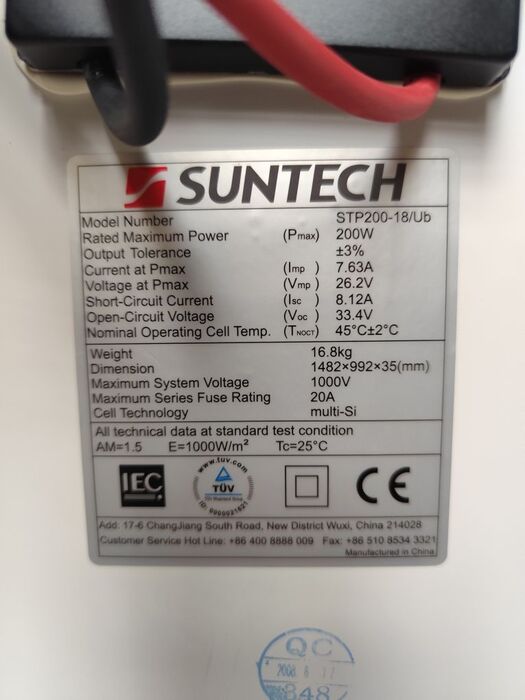 SUNTECH
Model Number STP200-18/Ub
Rated Maximum Power (Pmax) 200W
Output Tolerance ±3%
Current at Pmax (Imp) 7.63A
Voltage at Pmax (Vmp) 26.2V
Short-Circuit Current (Isc) 8.12A
Open-Circuit Voltage (Voc) 33.4V
Nominal Operating Cell Temp. (TNOCT) 45°C±2°C
Weight 16.8kg
Dimension 1482×992×35(mm)
Maximum System Voltage 1000V
Maximum Series Fuse Rating 20A
Cell Technology multi-Si
All technical data at standard test condition
AM=1.5 E=1000W/m² Tc=25°C
IEC
www.tuv.com
TÜV
CE
Add: 17-6 ChangJiang South Road, New District Wuxi, China 214028
Customer Service Hot Line: +86 400 8888 009 Fax: +86 510 8534 3321
Manufactured in China
QC